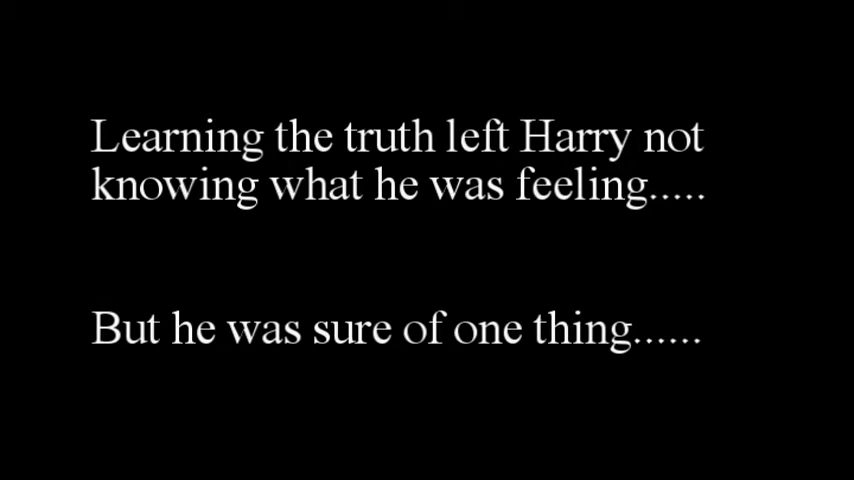 Learning the truth left Harry not
knowing what he was feeling.....
But he was sure of one thing......